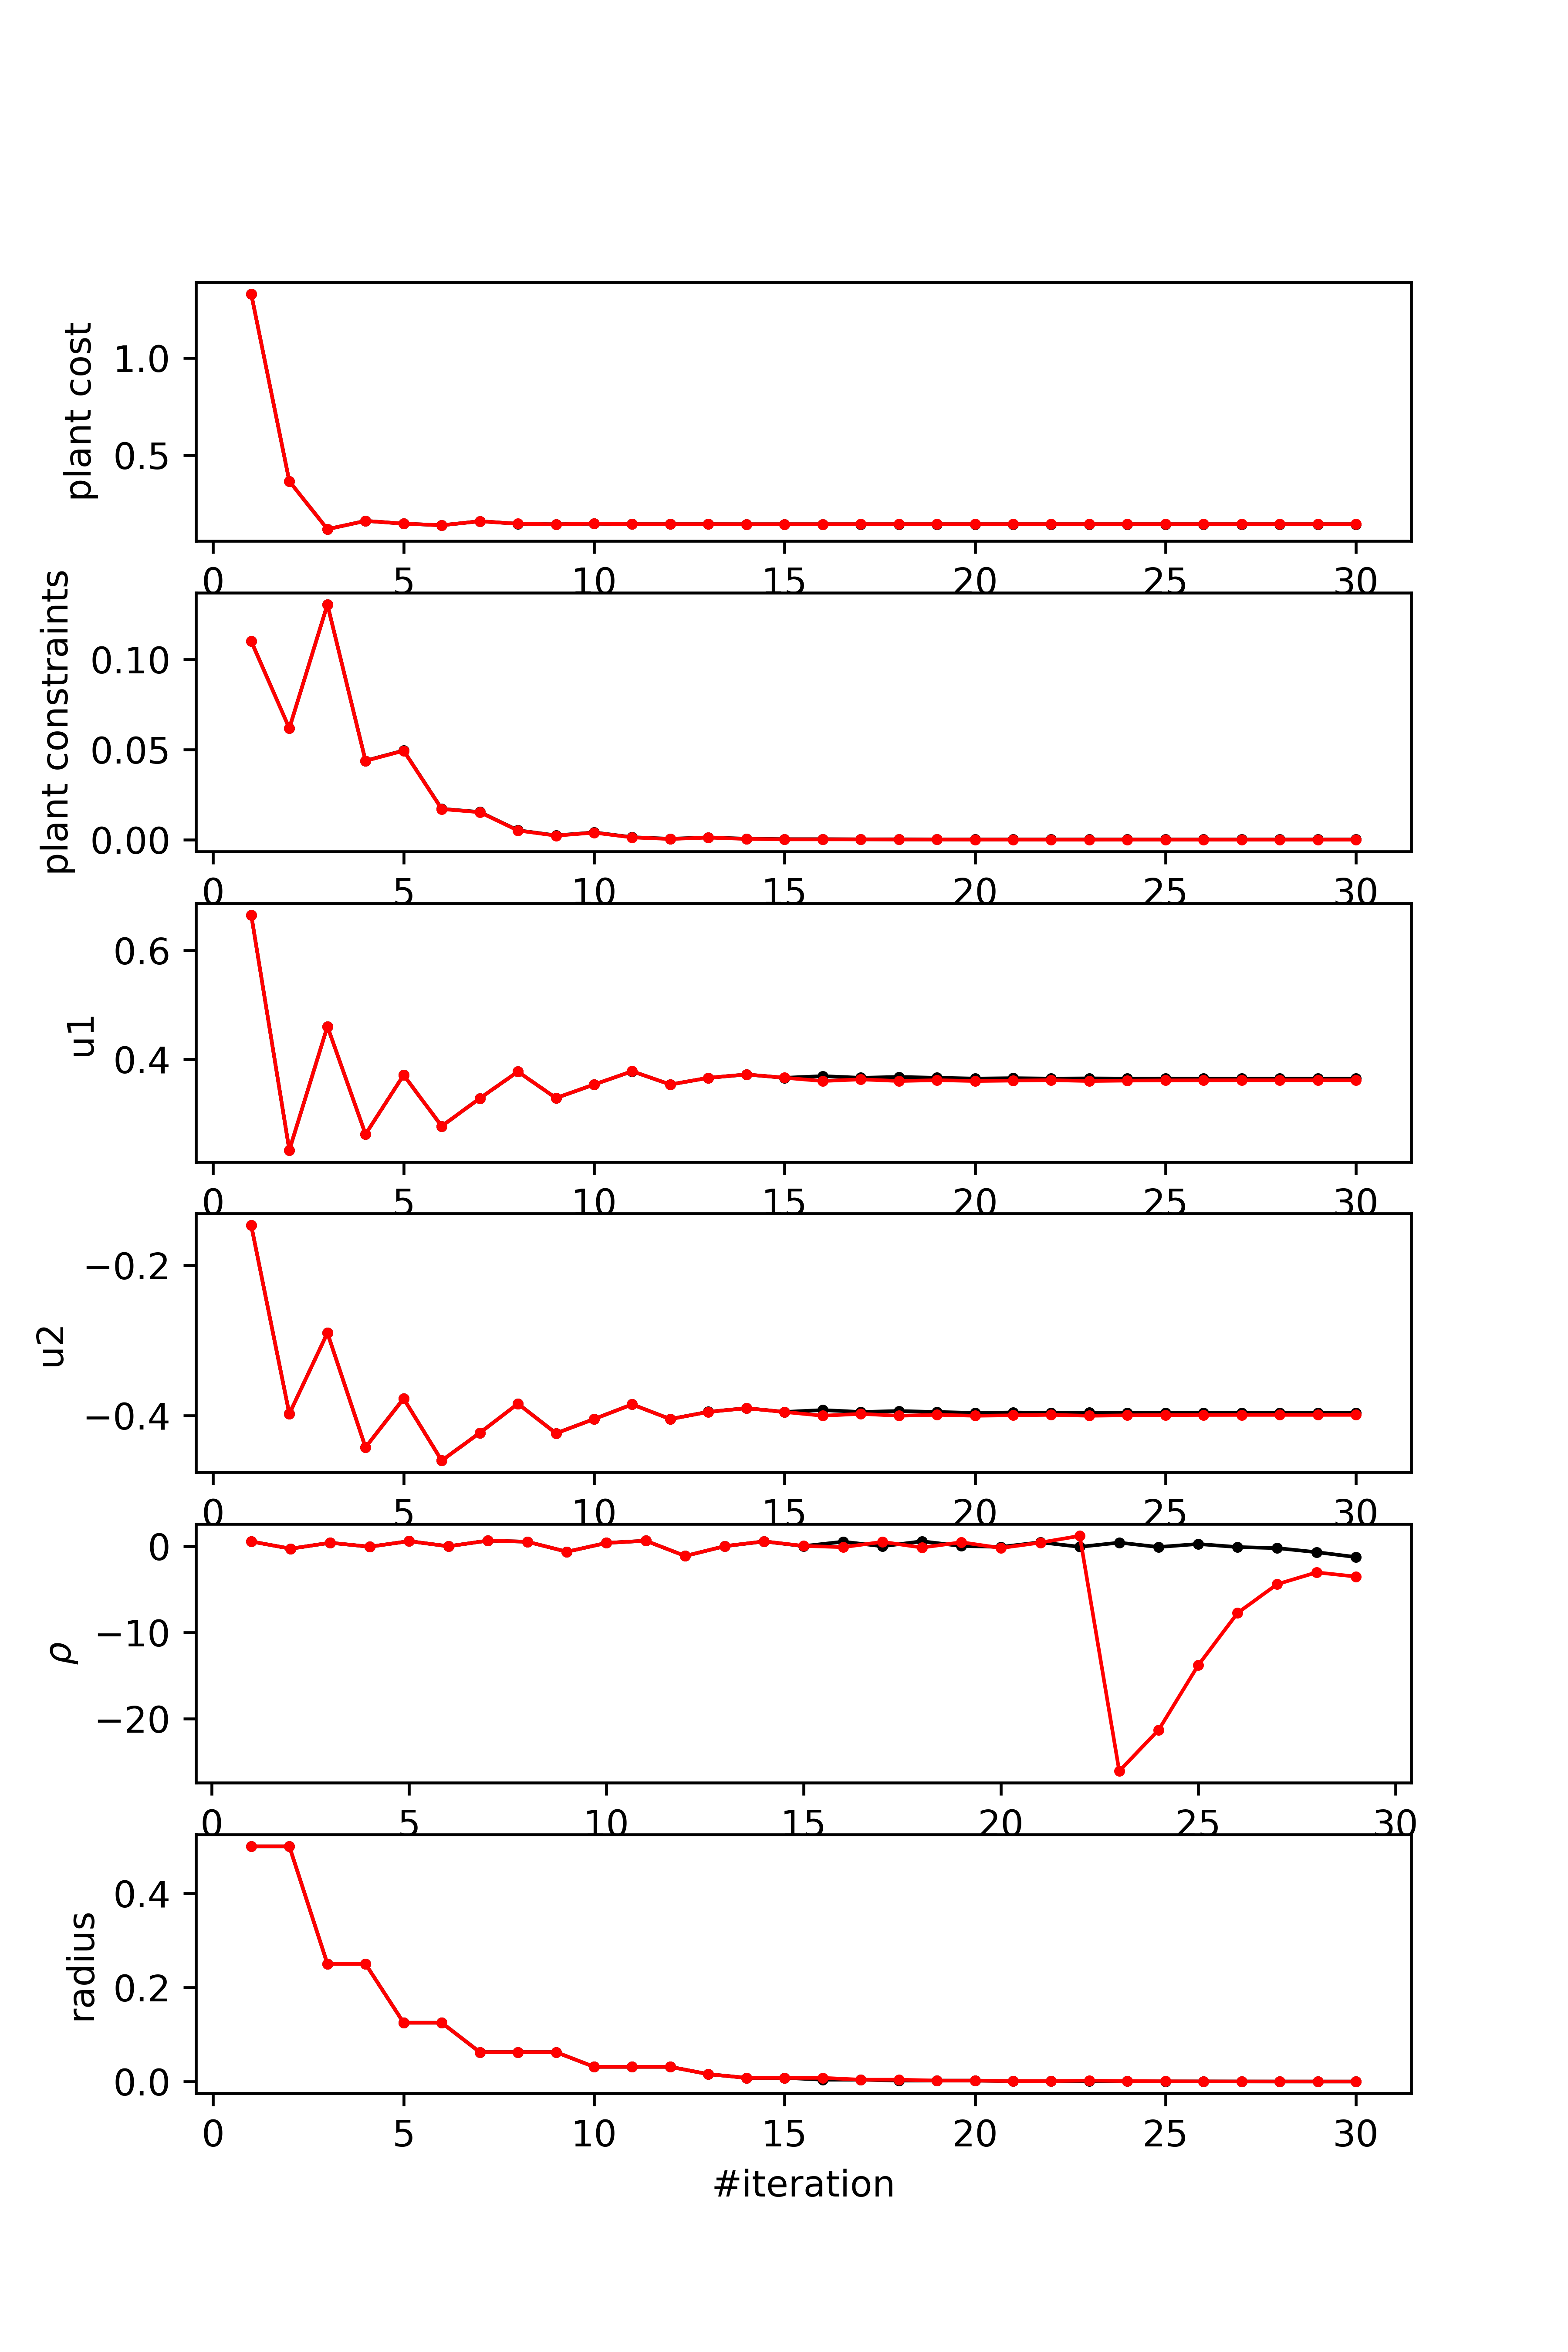 plant cost
1.0
0.5
0 5 10 15 20 25 30
plant constraints
0.10
0.05
0.00
0 5 10 15 20 25 30
u1
0.6
0.4
0 5 10 15 20 25 30
u2
−0.2
−0.4
0 5 10 15 20 25 30
ρ
0
−10
−20
0 5 10 15 20 25 30
radius
0.4
0.2
0.0
0 5 10 15 20 25 30
#iteration